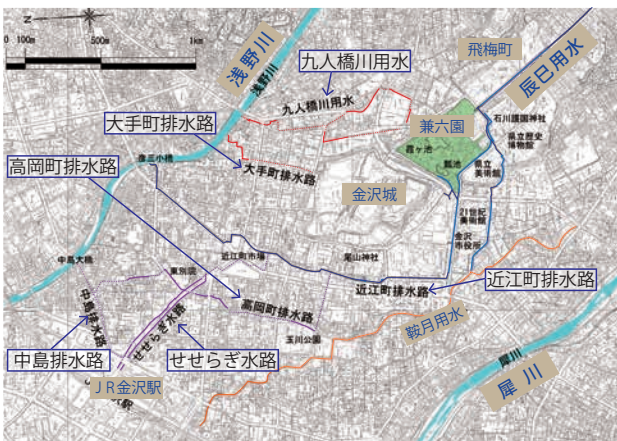 Z
0 100m 500m 1km
浅野川
浅野川
九人橋川用水
九人橋川用水
飛梅町
辰巳用水
大手町排水路
大手町排水路
兼六園
霞ヶ池
瓢池
石川護国神社
県立歴史
博物館
県立
美術館
高岡町排水路
彦三小橋
金沢城
21世紀
美術館
金沢
市役所
中島大橋
東別院
近江町市場
尾山神社
近江町排水路
近江町排水路
高岡町排水路
中島排水路
中島排水路
せせらぎ水路
せせらぎ水路
玉川公園
鞍月用水
JR金沢駅
犀川
犀川